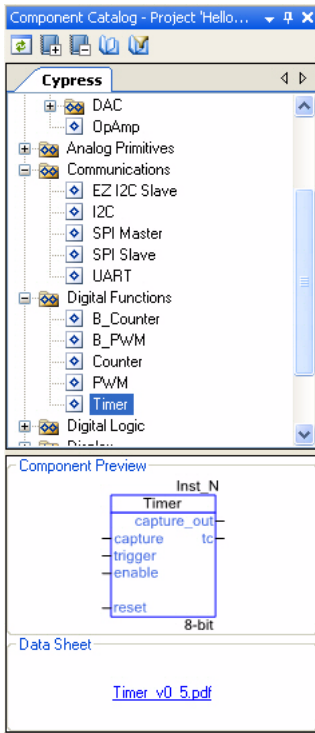 Component Catalog - Project 'Hello...
Cypress
DAC
OpAmp
Analog Primitives
Communications
EZ I2C Slave
I2C
SPI Master
SPI Slave
UART
Digital Functions
B_Counter
B_PWM
Counter
PWM
Timer
Digital Logic
Display
Component Preview
Inst_N
Timer
capture_out
capture tc
trigger
enable
reset
8-bit
Data Sheet
Timer_v0_5.pdf